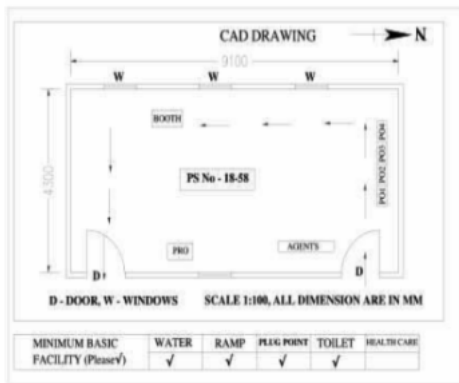 CAD DRAWING
N
9100
W W W
BOOTH
4300
PO1 PO2 PO3 PO4
PS No - 18-58
PRO
AGENTS
D
D
D - DOOR, W - WINDOWS SCALE 1:100, ALL DIMENSION ARE IN MM
MINIMUM BASIC WATER RAMP PLUG POINT TOILET HEALTH CARE
FACILITY (Please√) √ √ √ √